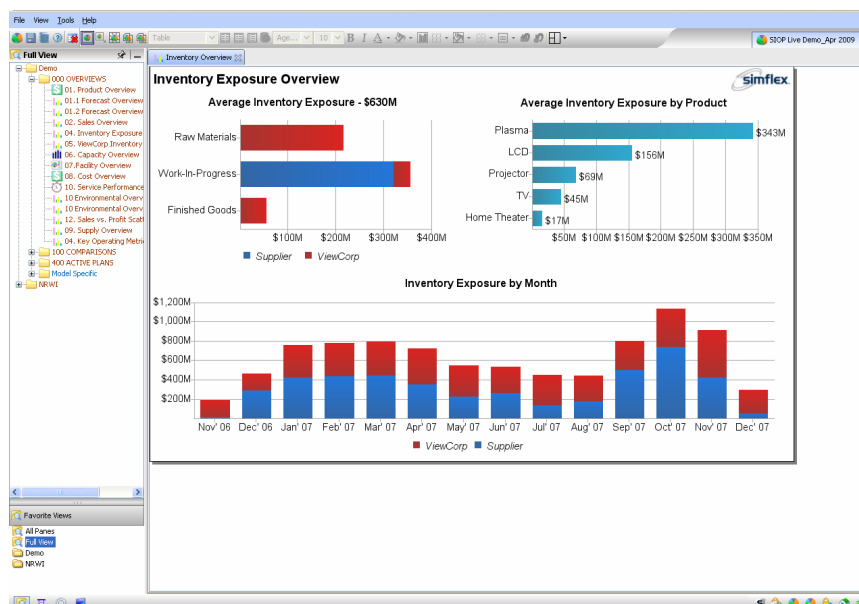 File View Tools Help
Table Age... 10 B I A
SIOP Live Demo_Apr 2009
Full View
Inventory Overview
Demo
000 OVERVIEWS
01. Product Overview
01.1 Forecast Overview
01.2 Forecast Overview
02. Sales Overview
04. Inventory Exposure
05. ViewCorp Inventory
06. Capacity Overview
07.Facility Overview
08. Cost Overview
10. Service Performance
10 Environmental Overv
10 Environmental Overv
12. Sales vs. Profit Scatt
09. Supply Overview
04. Key Operating Metri
100 COMPARISONS
400 ACTIVE PLANS
Model Specific
NRWI
Favorite Views
All Panes
Full View
Demo
NRWI
Inventory Exposure Overview
simflex
Average Inventory Exposure - $630M
Raw Materials
Work-In-Progress
Finished Goods
$100M $200M $300M $400M
Supplier ViewCorp
Average Inventory Exposure by Product
Plasma $343M
LCD $156M
Projector $69M
TV $45M
Home Theater $17M
$50M $100M $150M $200M $250M $300M $350M
Inventory Exposure by Month
$1,200M
$1,000M
$800M
$600M
$400M
$200M
Nov' 06 Dec' 06 Jan' 07 Feb' 07 Mar' 07 Apr' 07 May' 07 Jun' 07 Jul' 07 Aug' 07 Sep' 07 Oct' 07 Nov' 07 Dec' 07
ViewCorp Supplier